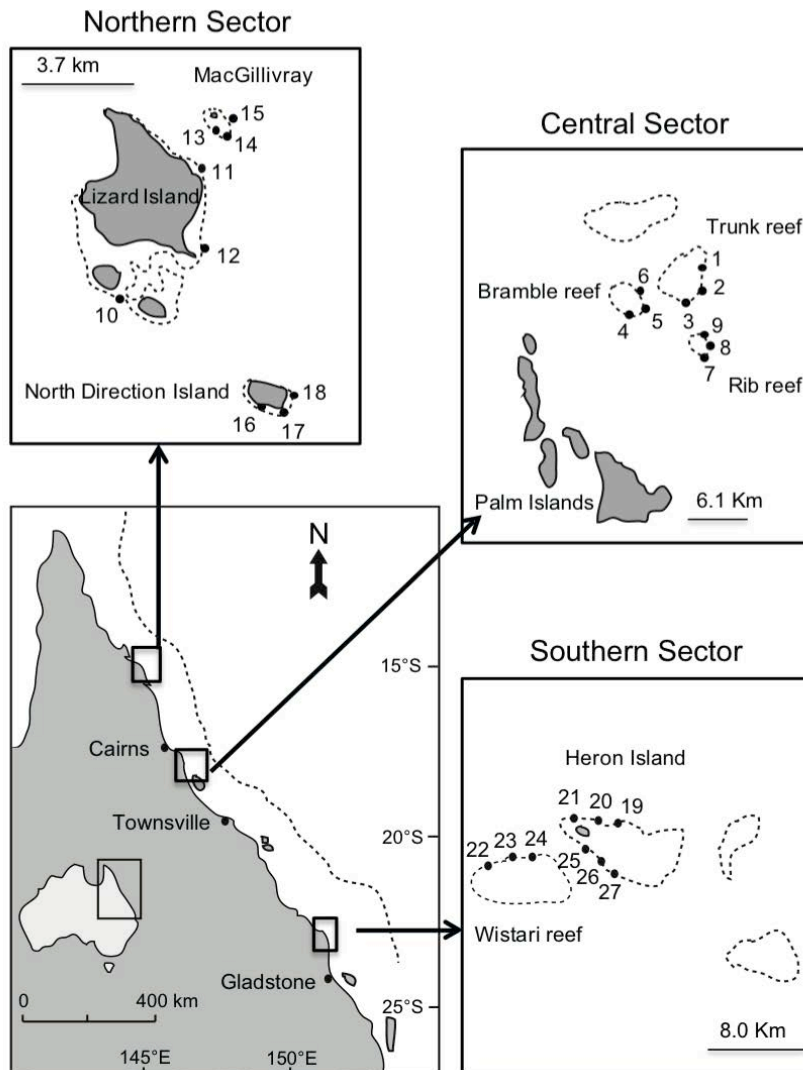 Northern Sector
3.7 km
MacGillivray
15
13
14
11
Lizard Island
12
10
North Direction Island
18
16
17
Central Sector
Trunk reef
1
6
2
Bramble reef
4
5
3
9
8
7
Rib reef
Palm Islands
6.1 Km
N
15°S
Cairns
Townsville
20°S
Gladstone
0
400 km
25°S
145°E
150°E
Southern Sector
Heron Island
21
20
19
22
23
24
25
26
27
Wistari reef
8.0 Km